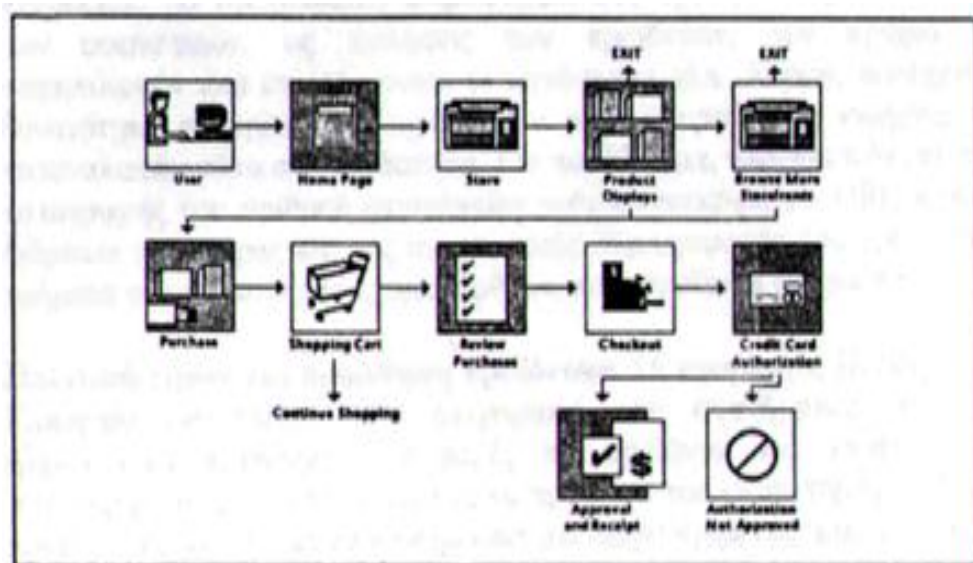 EXIT
EXIT
User
Home Page
Store
Product
Displays
Browse More
Storefronts
Purchase
Shopping Cart
Review
Purchases
Checkout
Credit Card
Authorization
Continue Shopping
$
Approval
and Receipt
Authorization
Not Approved